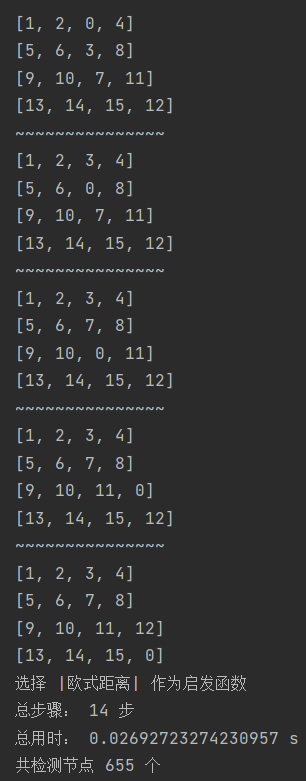 [1, 2, 0, 4]
[5, 6, 3, 8]
[9, 10, 7, 11]
[13, 14, 15, 12]
~~~~~~~~~~~~~~~
[1, 2, 3, 4]
[5, 6, 0, 8]
[9, 10, 7, 11]
[13, 14, 15, 12]
~~~~~~~~~~~~~~~
[1, 2, 3, 4]
[5, 6, 7, 8]
[9, 10, 0, 11]
[13, 14, 15, 12]
~~~~~~~~~~~~~~~
[1, 2, 3, 4]
[5, 6, 7, 8]
[9, 10, 11, 0]
[13, 14, 15, 12]
~~~~~~~~~~~~~~~
[1, 2, 3, 4]
[5, 6, 7, 8]
[9, 10, 11, 12]
[13, 14, 15, 0]
选择 |欧式距离| 作为启发函数
总步骤: 14 步
总用时: 0.02692723274230957 s
共检测节点 655 个